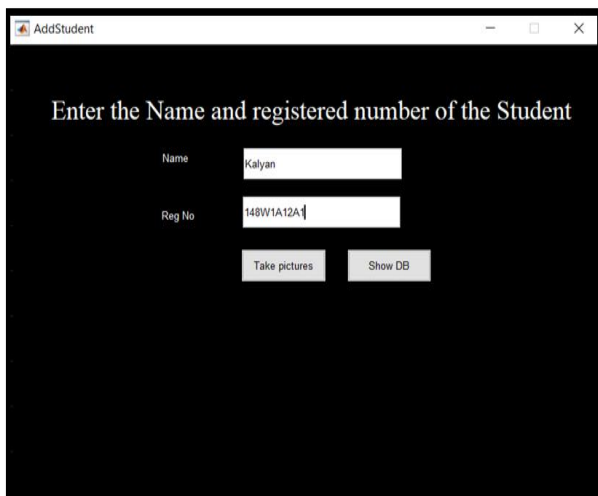 AddStudent
Enter the Name and registered number of the Student
Name
Kalyan
Reg No
148W1A12A1
Take pictures
Show DB